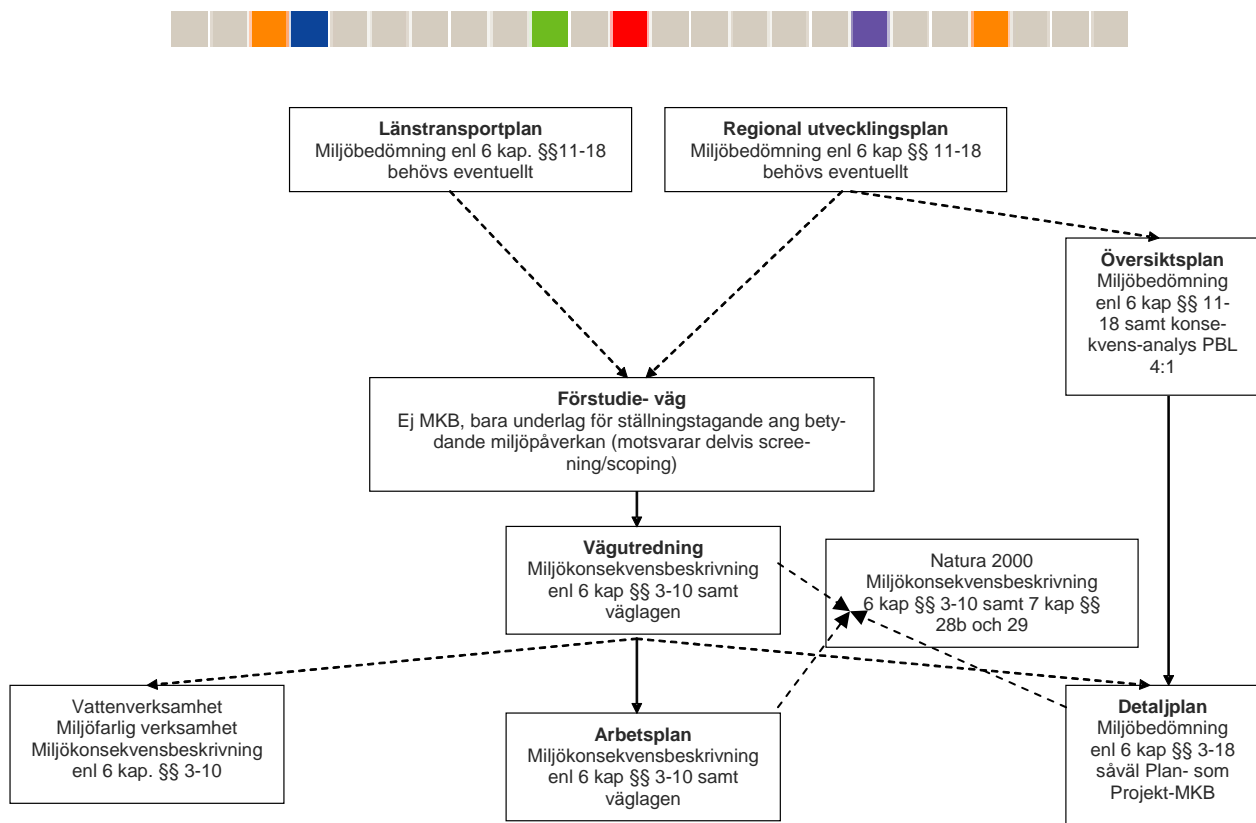 Länstransportplan
Miljöbedömning enl 6 kap. §§11-18
behövs eventuellt
Regional utvecklingsplan
Miljöbedömning enl 6 kap §§ 11-18
behövs eventuellt
Översiktsplan
Miljöbedömning
enl 6 kap §§ 11-
18 samt konse-
kvens-analys PBL
4:1
Förstudie- väg
Ej MKB, bara underlag för ställningstagande ang bety-
dande miljöpåverkan (motsvarar delvis scree-
ning/scoping)
Vägutredning
Miljökonsekvensbeskrivning
enl 6 kap §§ 3-10 samt
väglagen
Natura 2000
Miljökonsekvensbeskrivning
6 kap §§ 3-10 samt 7 kap §§
28b och 29
Vattenverksamhet
Miljöfarlig verksamhet
Miljökonsekvensbeskrivning
enl 6 kap. §§ 3-10
Arbetsplan
Miljökonsekvensbeskrivning
enl 6 kap §§ 3-10 samt
väglagen
Detaljplan
Miljöbedömning
enl 6 kap §§ 3-18
såväl Plan- som
Projekt-MKB